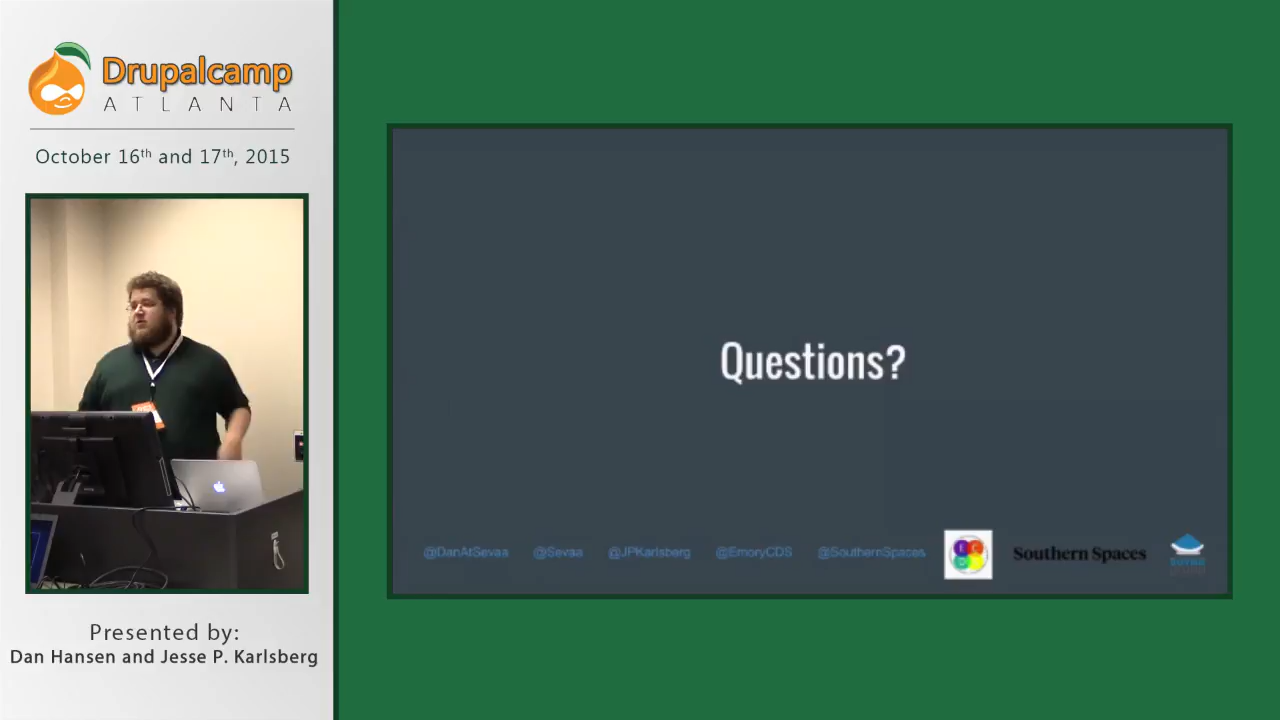 Drupalcamp
ATLANTA
October 16th and 17th, 2015
Presented by:
Dan Hansen and Jesse P. Karlsberg
Questions?
@DanAtSevaa @Sevaa @JPKarlsberg @EmoryCDS @SouthernSpaces Southern Spaces